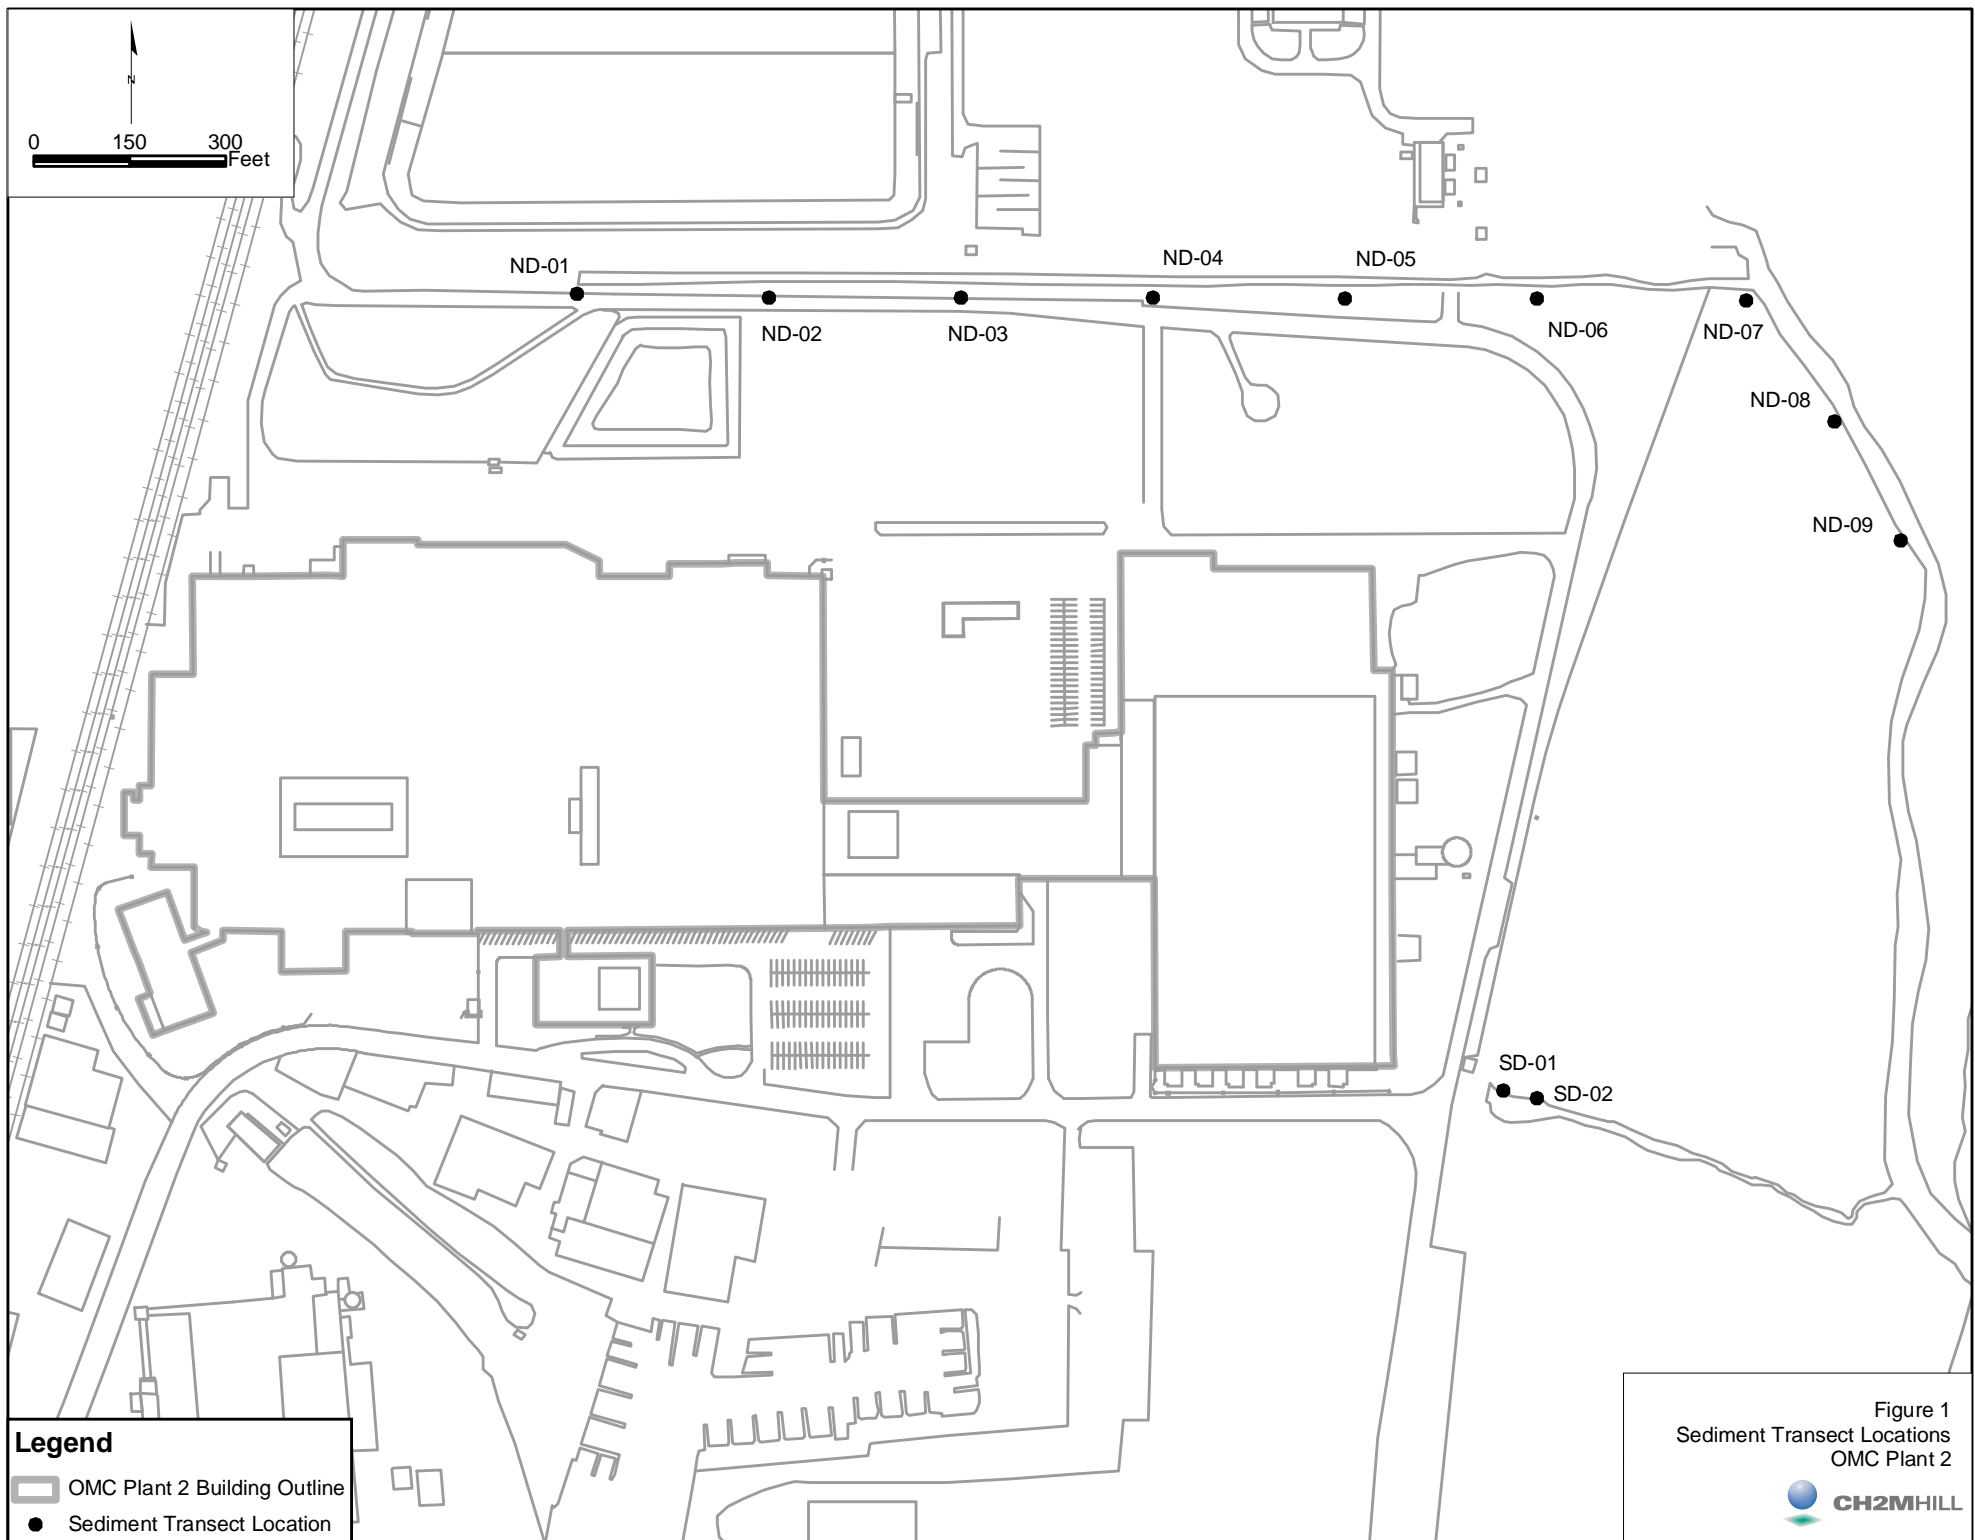 N
0 150 300
Feet
ND-01
ND-02
ND-03
ND-04
ND-05
ND-06
ND-07
ND-08
ND-09
SD-01
SD-02
Legend
OMC Plant 2 Building Outline
Sediment Transect Location
Figure 1
Sediment Transect Locations
OMC Plant 2
CH2MHILL